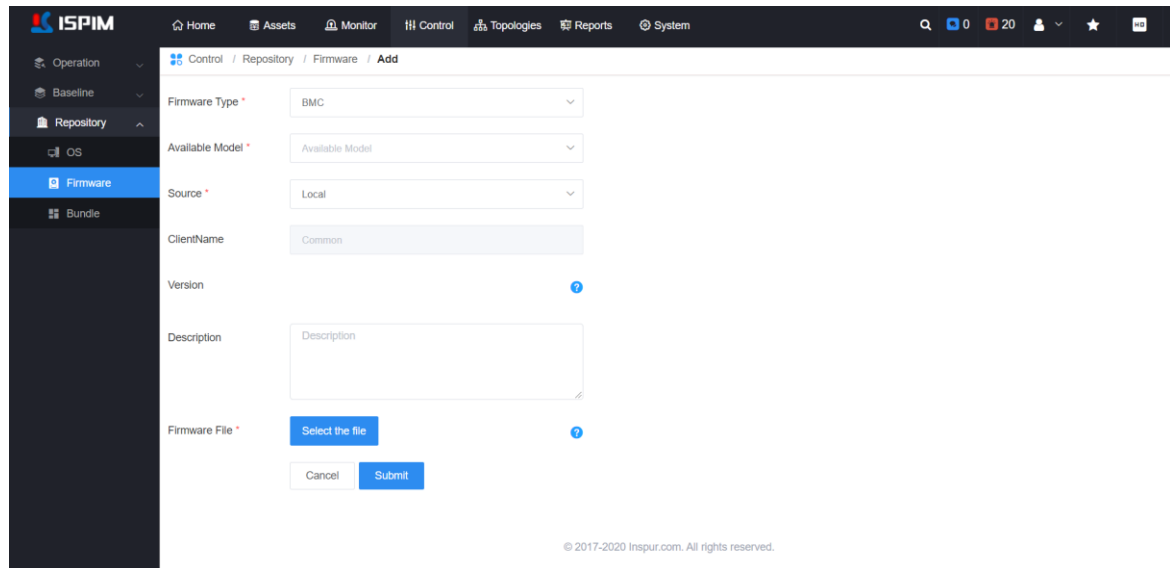 ISPIM Home Assets Monitor Control Topologies Reports System 0 20 HD
Operation
Baseline
Repository
OS
Firmware
Bundle
Control / Repository / Firmware / Add
Firmware Type * BMC
Available Model * Available Model
Source * Local
ClientName Common
Version ?
Description Description
Firmware File * Select the file ?
Cancel Submit
© 2017-2020 Inspur.com. All rights reserved.